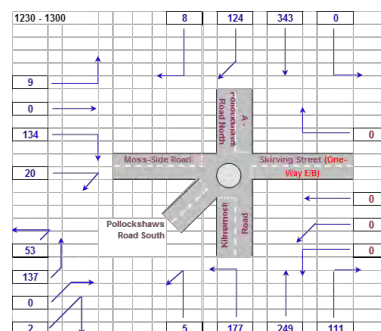 1230 - 1300
8 124 343 0
9
0
134
0
20
Road North
Moss-Side Road
Skirving Street (One-
Way E/B)
0
Pollockshaws
Road South
Kilmarnoch
Road
0
0
53
137
0
2
5 177 249 111